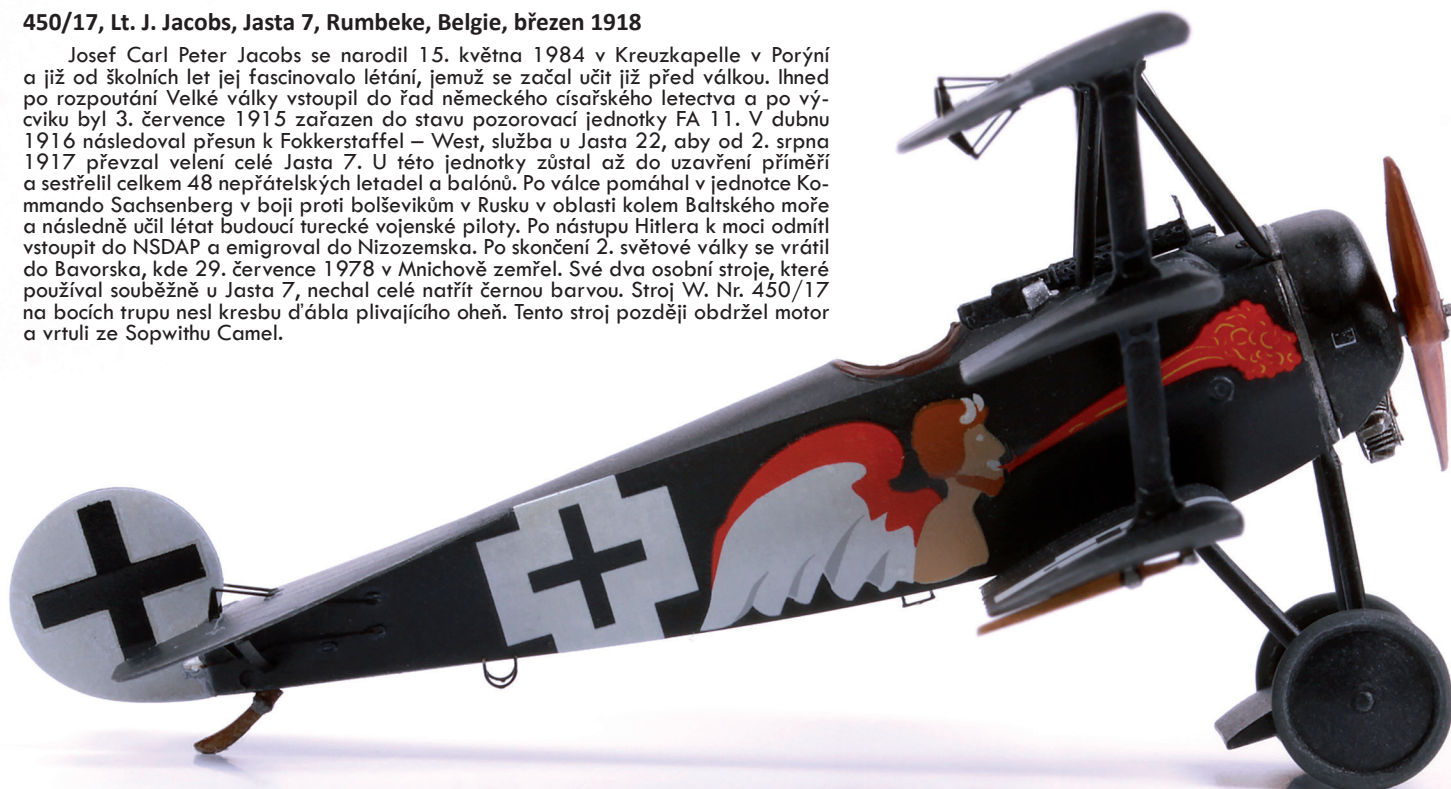 450/17, Lt. J. Jacobs, Jasta 7, Rumbeke, Belgie, březen 1918
Josef Carl Peter Jacobs se narodil 15. května 1984 v Kreuzkapelle v Porýní
a již od školních let jej fascinovalo létání, jemuž se začal učit již před válkou. Ihned
po rozpoutání Velké války vstoupil do řad německého císařského letectva a po vý-
cviku byl 3. července 1915 zařazen do stavu pozorovací jednotky FA 11. V dubnu
1916 následoval přesun k Fokkerstaffel – West, služba u Jasta 22, aby od 2. srpna
1917 převzal velení celé Jasta 7. U této jednotky zůstal až do uzavření příměří
a sestřelil celkem 48 nepřátelských letadel a balónů. Po válce pomáhal v jednotce Ko-
mmando Sachsenberg v boji proti bolševikům v Rusku v oblasti kolem Baltského moře
a následně učil létat budoucí turecké vojenské piloty. Po nástupu Hitlera k moci odmítl
vstoupit do NSDAP a emigroval do Nizozemska. Po skončení 2. světové války se vrátil
do Bavorska, kde 29. července 1978 v Mnichově zemřel. Své dva osobní stroje, které
používal souběžně u Jasta 7, nechal celé natřít černou barvou. Stroj W. Nr. 450/17
na bocích trupu nesl kresbu ďábla plivajícího oheň. Tento stroj později obdržel motor
a vrtuli ze Sopwithu Camel.